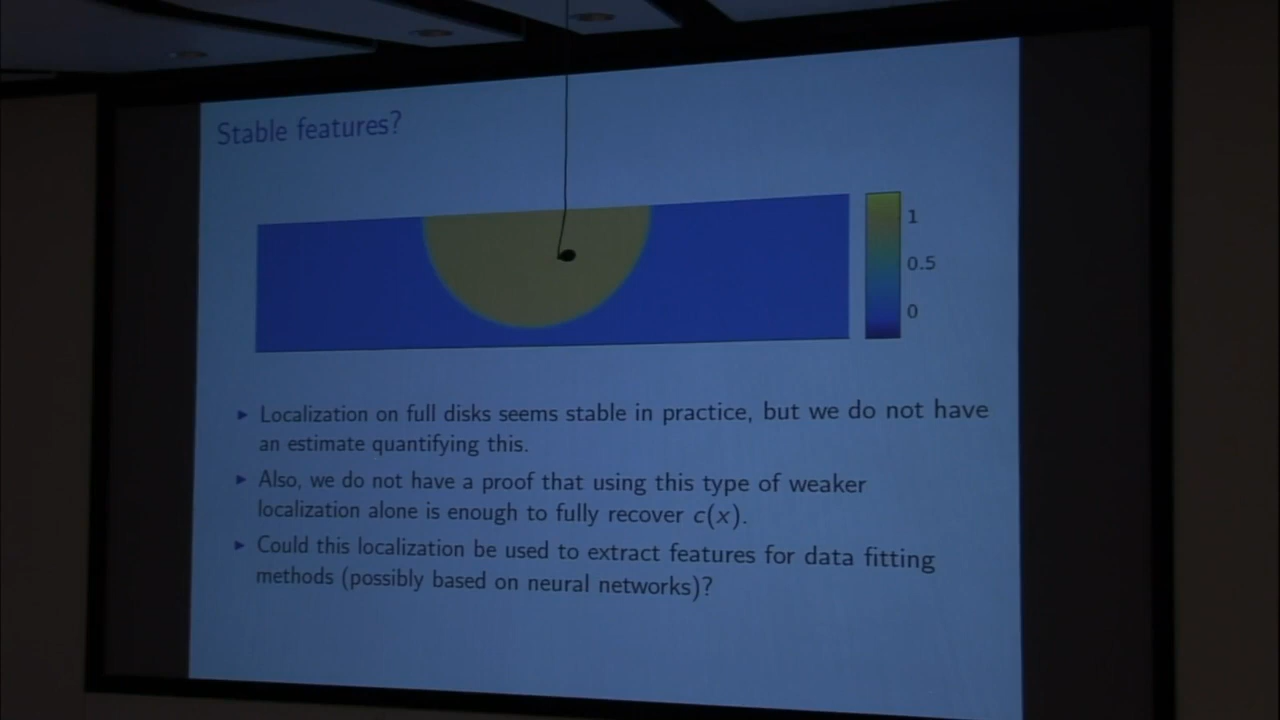 Stable features?
1
0.5
0
Localization on full disks seems stable in practice, but we do not have
an estimate quantifying this.
Also, we do not have a proof that using this type of weaker
localization alone is enough to fully recover c(x).
Could this localization be used to extract features for data fitting
methods (possibly based on neural networks)?